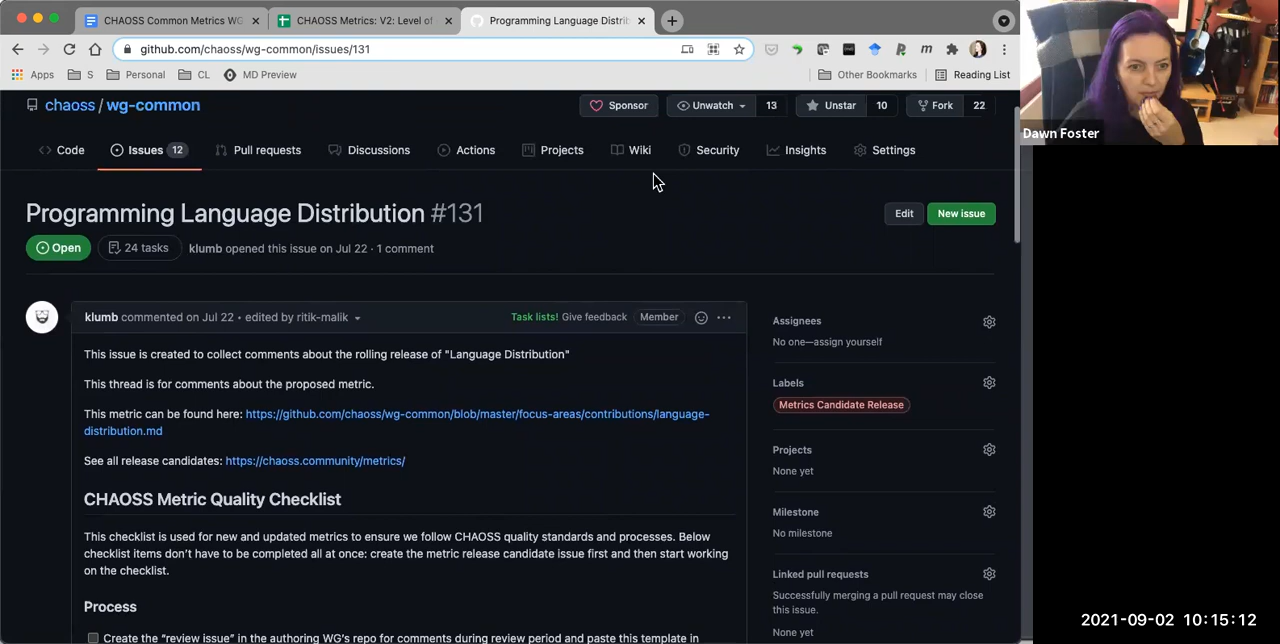 CHAOSS Common Metrics WG
CHAOSS Metrics: V2: Level of
Programming Language Distrib
github.com/chaoss/wg-common/issues/131
Apps
S
Personal
CL
MD Preview
Other Bookmarks
Reading List
Dawn Foster
chaoss / wg-common
Sponsor
Unwatch
13
Unstar
10
Fork
22
Code
Issues 12
Pull requests
Discussions
Actions
Projects
Wiki
Security
Insights
Settings
Programming Language Distribution #131
Edit
New issue
Open
24 tasks
klumb opened this issue on Jul 22 · 1 comment
klumb commented on Jul 22 • edited by ritik-malik
Task lists! Give feedback
Member
This issue is created to collect comments about the rolling release of "Language Distribution"
This thread is for comments about the proposed metric.
This metric can be found here: https://github.com/chaoss/wg-common/blob/master/focus-areas/contributions/language-
distribution.md
See all release candidates: https://chaoss.community/metrics/
CHAOSS Metric Quality Checklist
This checklist is used for new and updated metrics to ensure we follow CHAOSS quality standards and processes. Below
checklist items don't have to be completed all at once: create the metric release candidate issue first and then start working
on the checklist.
Process
Create the "review issue" in the authoring WG's repo for comments during review period and paste this template in
Assignees
No one—assign yourself
Labels
Metrics Candidate Release
Projects
None yet
Milestone
No milestone
Linked pull requests
Successfully merging a pull request may close
this issue.
None yet
2021-09-02 10:15:12